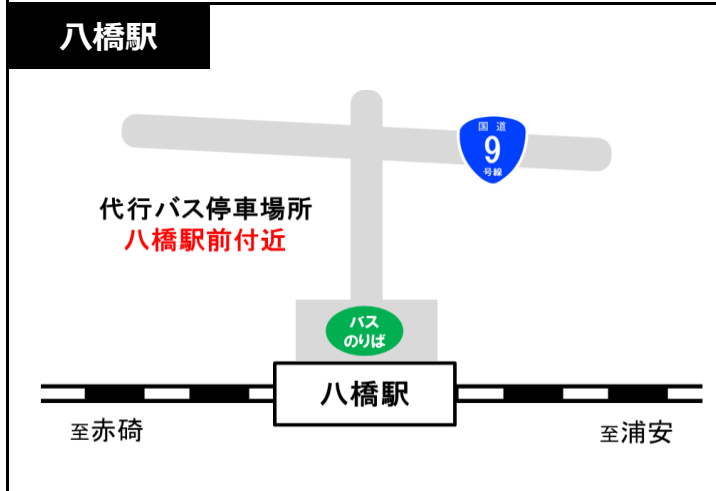 八橋駅
国道
9
号線
代行バス停車場所
八橋駅前付近
バス
のりば
八橋駅
至赤碕
至浦安